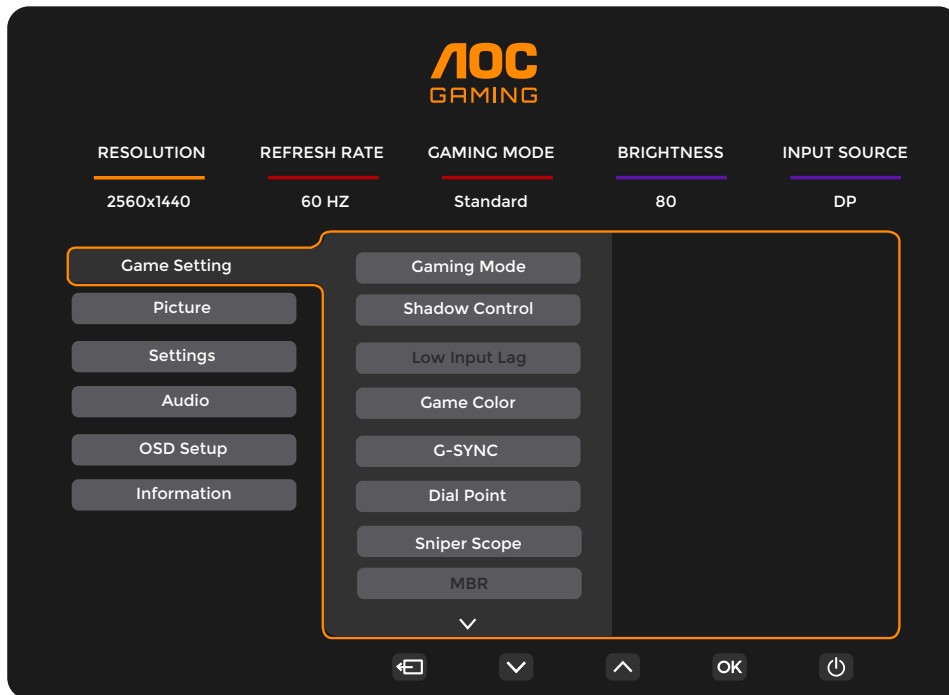 AOC
GAMING
RESOLUTION REFRESH RATE GAMING MODE BRIGHTNESS INPUT SOURCE
2560x1440 60 HZ Standard 80 DP
Game Setting Gaming Mode
Picture Shadow Control
Settings Low Input Lag
Audio Game Color
OSD Setup G-SYNC
Information Dial Point
Sniper Scope
MBR
OK